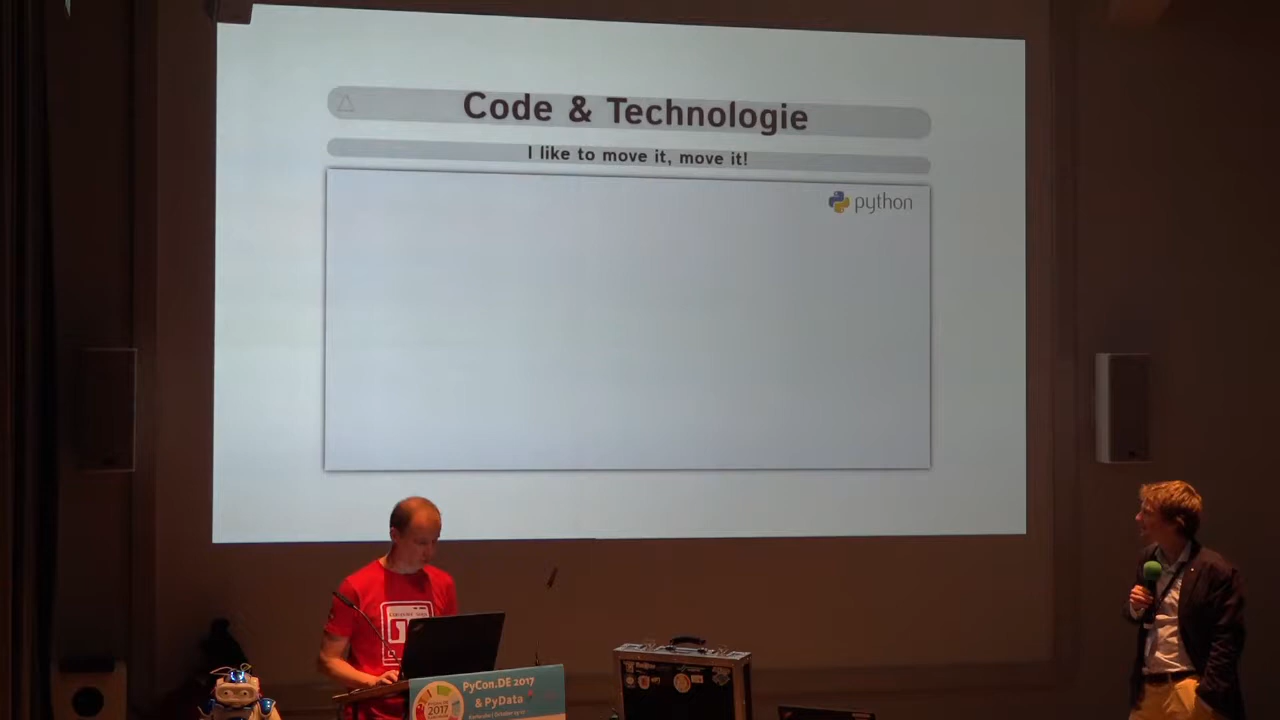 Code & Technologie
I like to move it, move it!
python
PyCon.DE 2017
& PyData
2017